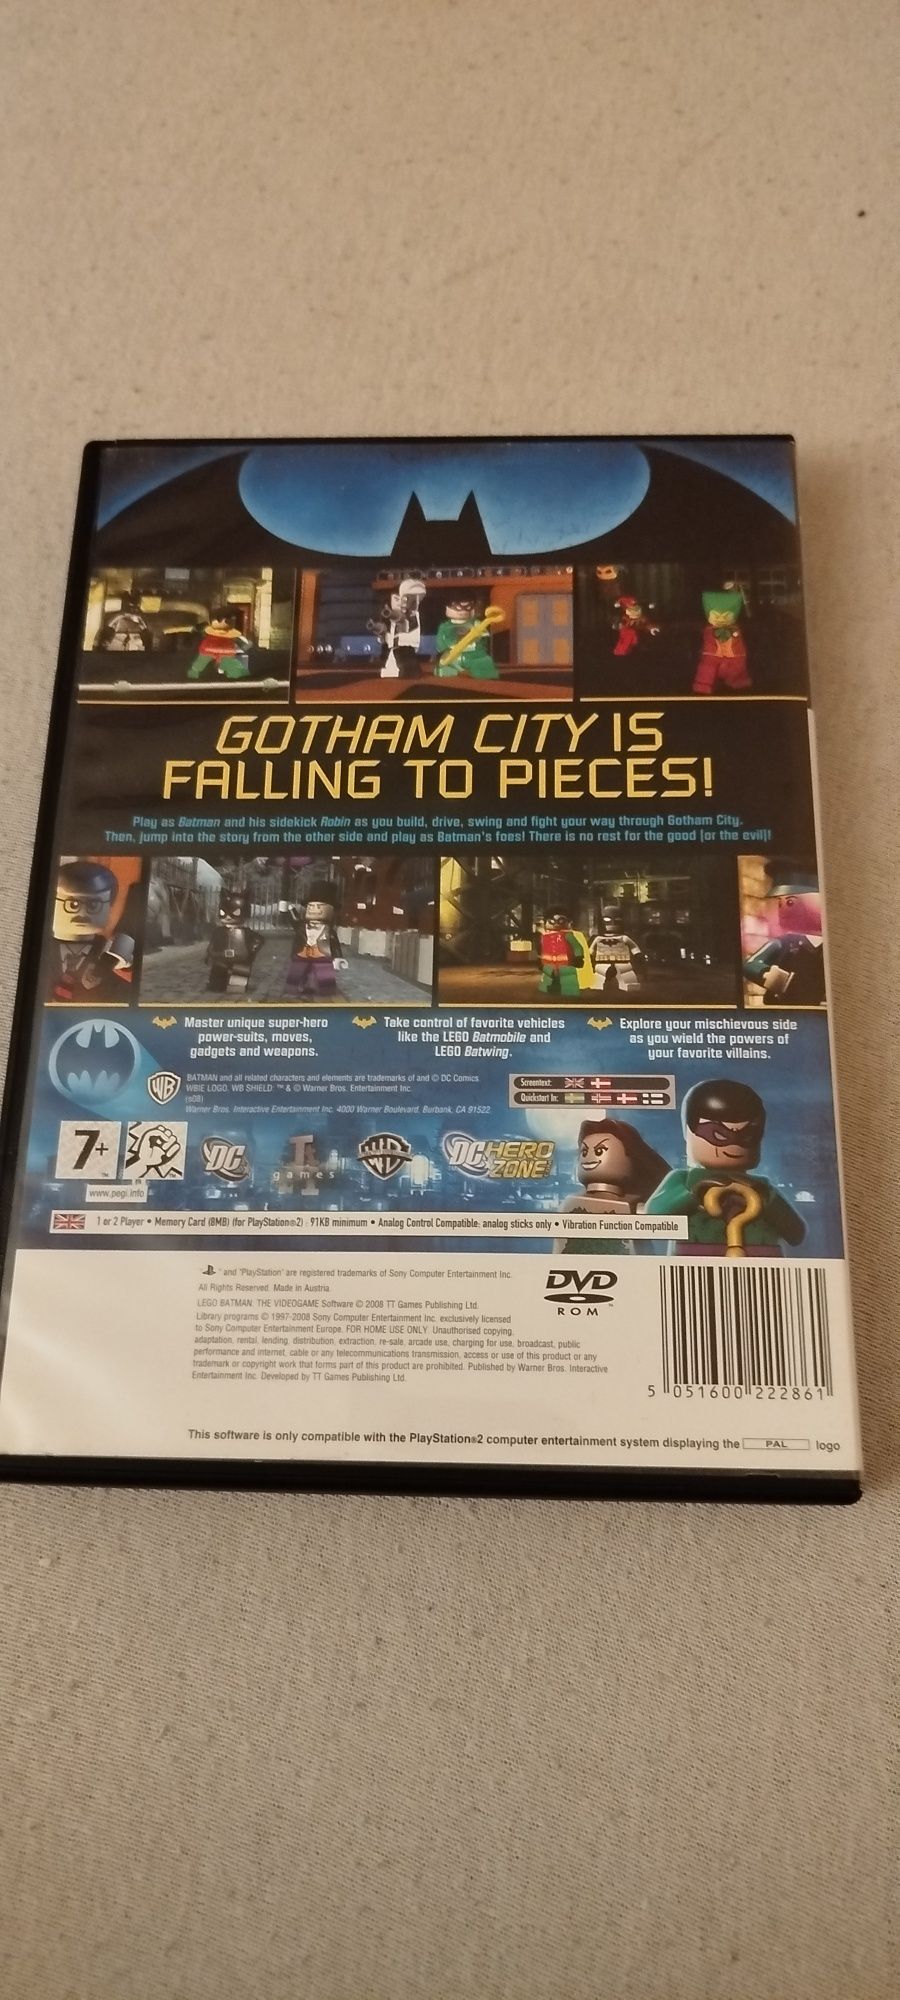 GOTHAM CITY IS
FALLING TO PIECES!
Play as Batman and his sidekick Robin as you build, drive, swing and fight your way through Gotham City.
Then, jump into the story from the other side and play as Batman's foes! There is no rest for the good (or the evil)!
Master unique super-hero
power-suits, moves,
gadgets and weapons.
Take control of favorite vehicles
like the LEGO Batmobile and
LEGO Batwing.
Explore your mischievous side
as you wield the powers of
your favorite villains.
WB
BATMAN and all related characters and elements are trademarks of and © DC Comics.
WBIE LOGO, WB SHIELD: ™ & © Warner Bros. Entertainment Inc.
(s08)
Warner Bros. Interactive Entertainment Inc. 4000 Warner Boulevard, Burbank, CA 91522
Screentext:
Quickstart In:
7+
www.pegi.info
DC
games
WB
DC HERO
ZONE
1 or 2 Player • Memory Card (8MB) (for PlayStation®2) : 91KB minimum • Analog Control Compatible: analog sticks only • Vibration Function Compatible
" and "PlayStation" are registered trademarks of Sony Computer Entertainment Inc.
All Rights Reserved. Made in Austria.
LEGO BATMAN: THE VIDEOGAME Software © 2008 TT Games Publishing Ltd.
Library programs © 1997-2008 Sony Computer Entertainment Inc. exclusively licensed
to Sony Computer Entertainment Europe. FOR HOME USE ONLY. Unauthorised copying,
adaptation, rental, lending, distribution, extraction, re-sale, arcade use, charging for use, broadcast, public
performance and internet, cable or any telecommunications transmission, access or use of this product or any
trademark or copyright work that forms part of this product are prohibited. Published by Warner Bros. Interactive
Entertainment Inc. Developed by TT Games Publishing Ltd.
DVD
ROM
5 051600 222861
This software is only compatible with the PlayStation®2 computer entertainment system displaying the PAL logo